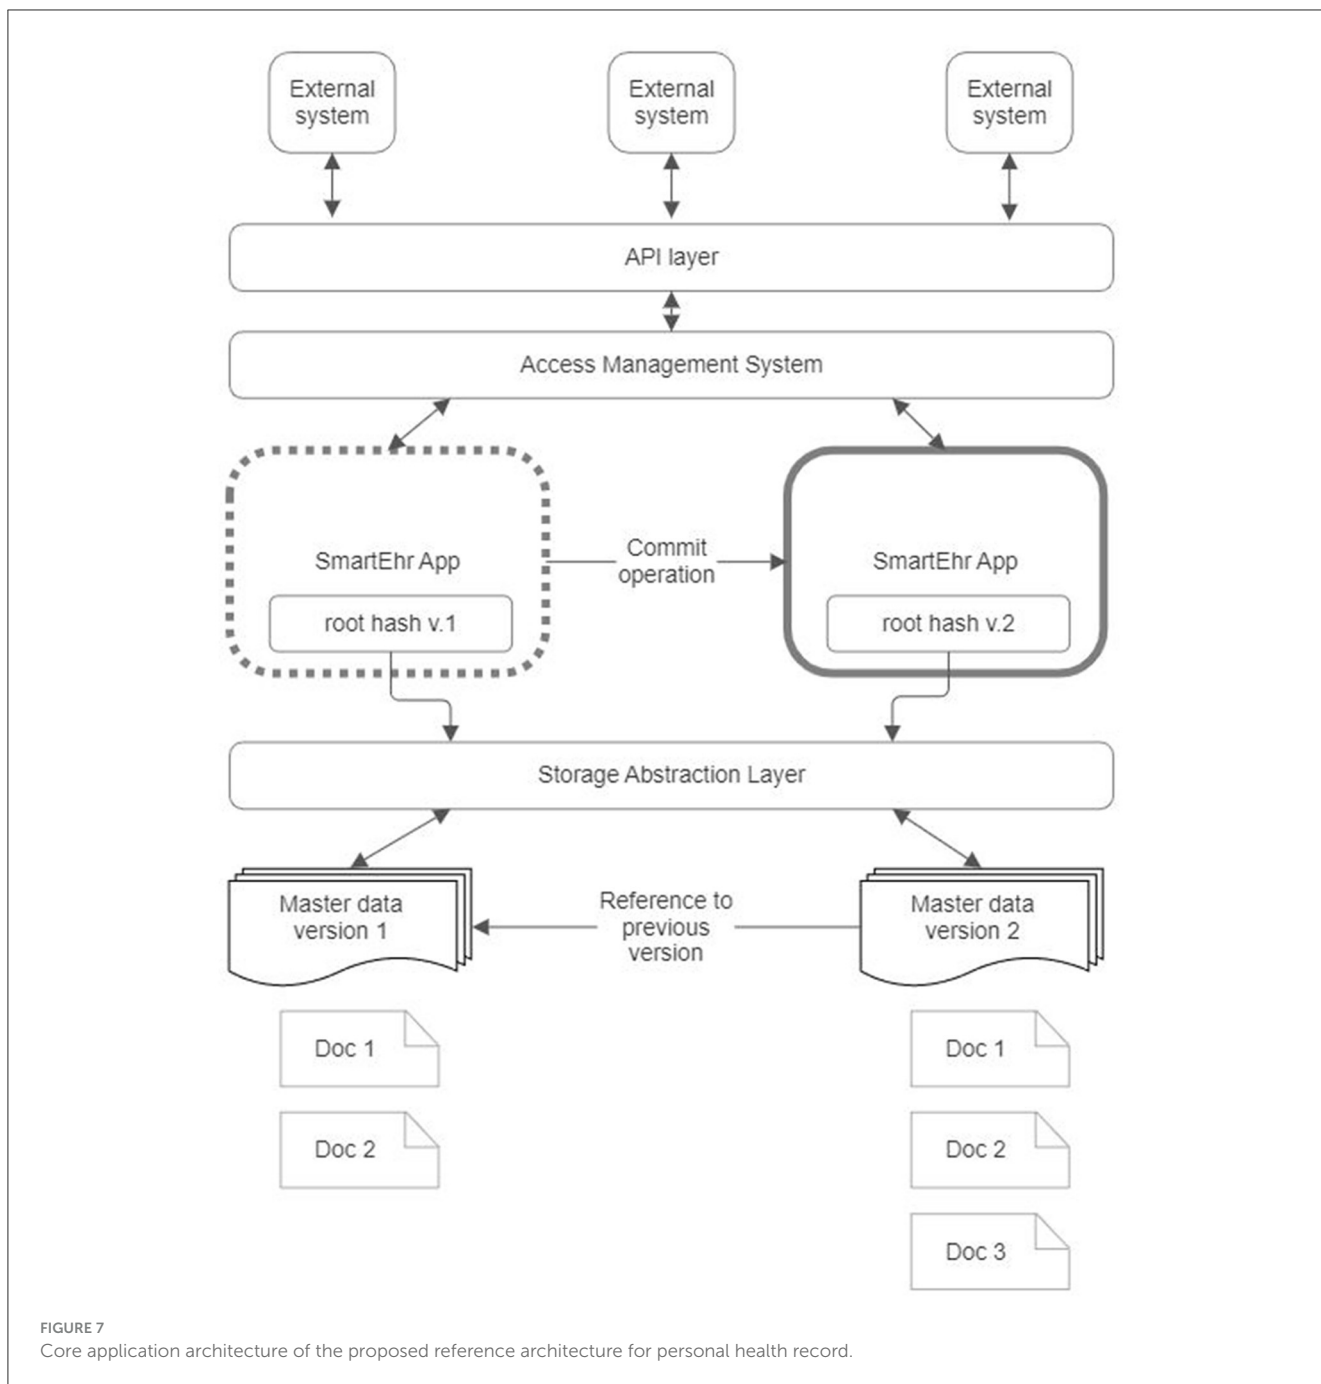 External
system
External
system
External
system
API layer
Access Management System
SmartEhr App
root hash v.1
Commit
operation
SmartEhr App
root hash v.2
Storage Abstraction Layer
Master data
version 1
Reference to
previous
version
Master data
version 2
Doc 1
Doc 2
Doc 1
Doc 2
Doc 3
FIGURE 7
Core application architecture of the proposed reference architecture for personal health record.